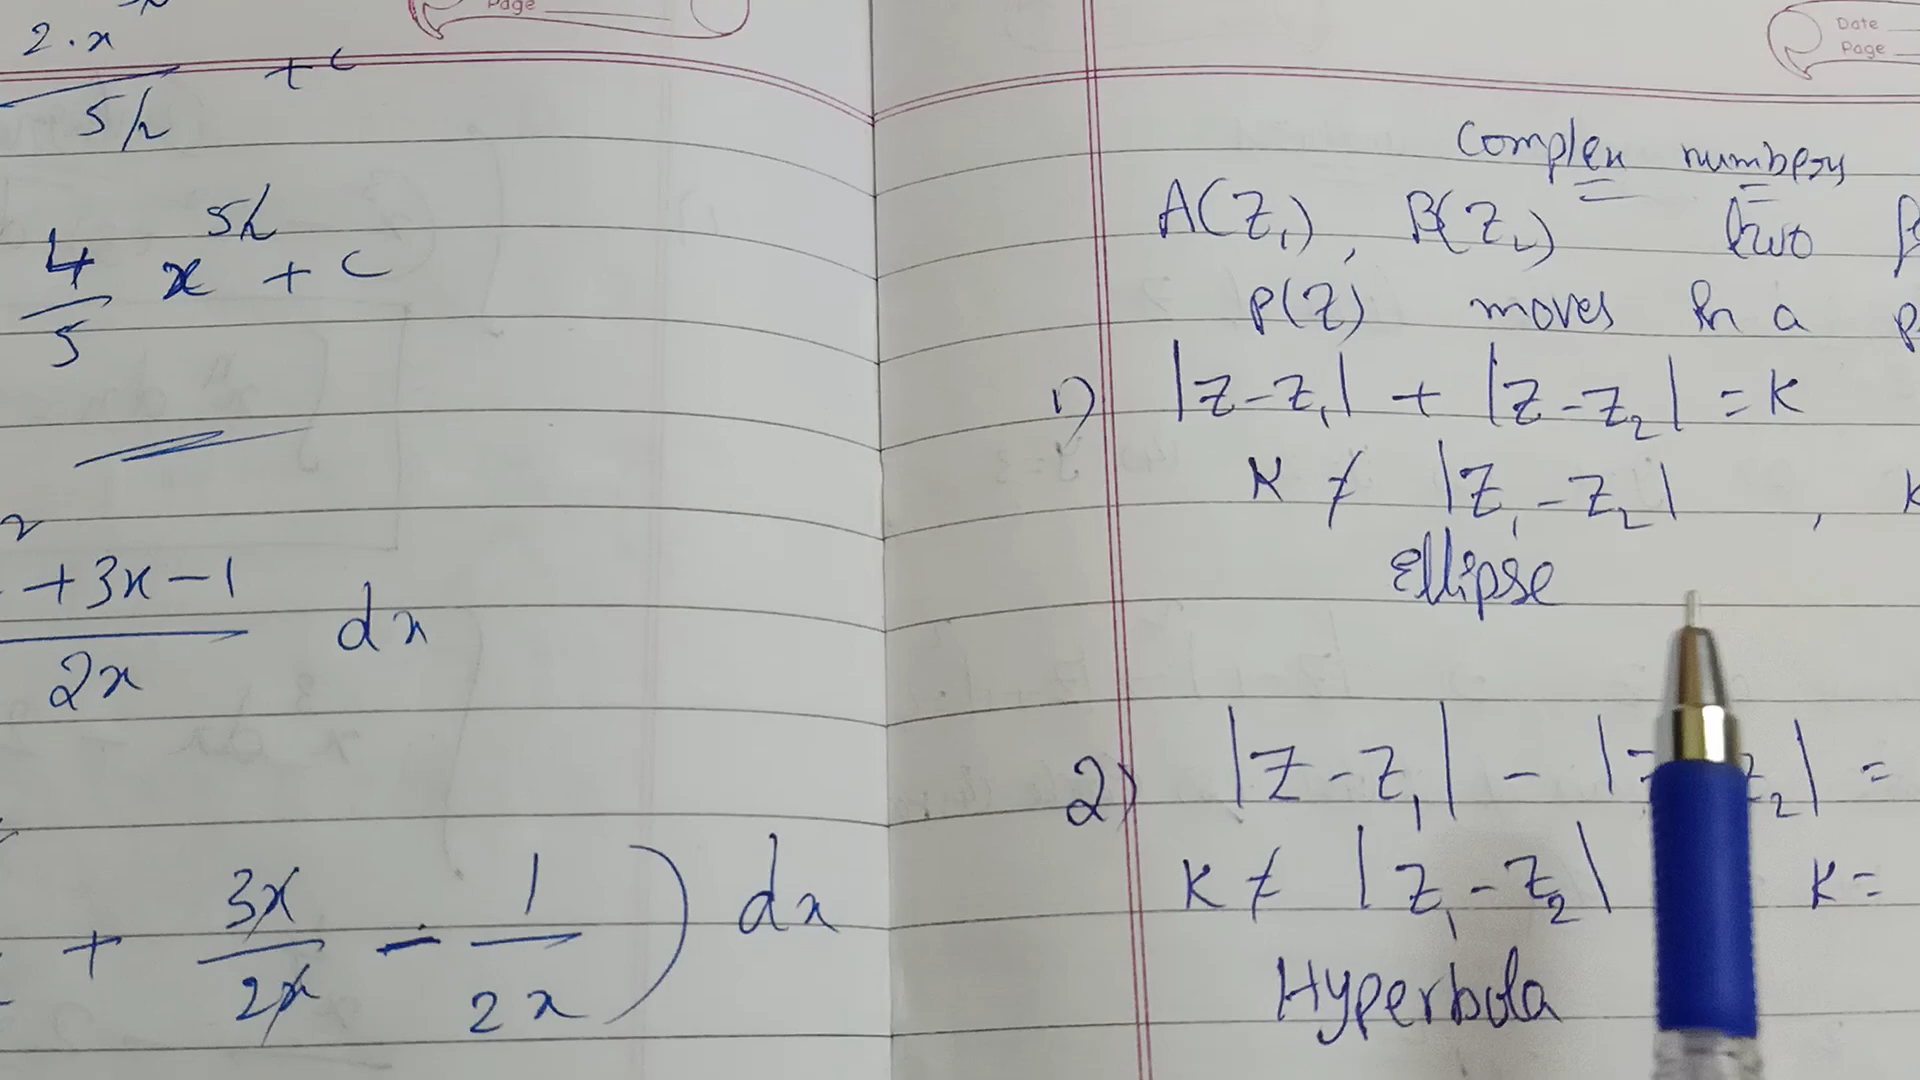 2 . x
Page
5/2 + c
4/5 x^5/2 + c
+ 3x - 1 / 2x dx
+ 3x/2x - 1/2x ) dx
Date
Page
Complex numbers
A(Z1) , B(Z2) two
P(Z) moves in a
1) |Z - Z1| + |Z - Z2| = K
K ≠ |Z1 - Z2| , K
Ellipse
2) |Z - Z1| - | Z2| =
K ≠ |Z1 - Z2| K =
Hyperbola